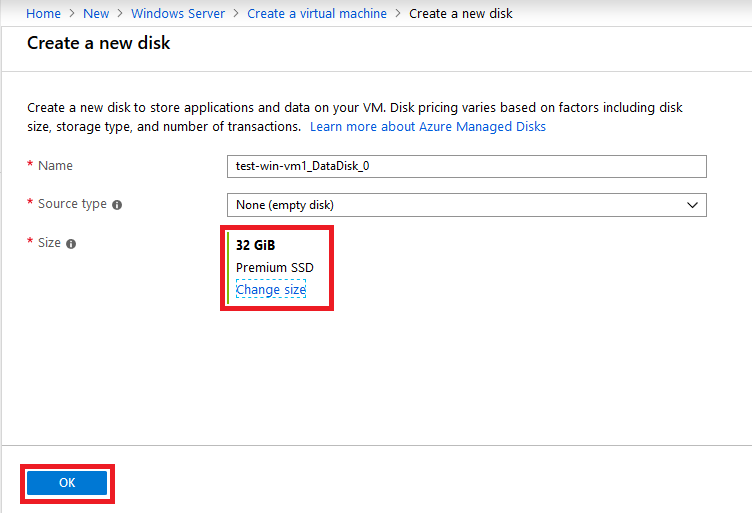 Home > New > Windows Server > Create a virtual machine > Create a new disk
Create a new disk
Create a new disk to store applications and data on your VM. Disk pricing varies based on factors including disk
size, storage type, and number of transactions. Learn more about Azure Managed Disks
* Name test-win-vm1_DataDisk_0
* Source type None (empty disk)
* Size 32 GiB
Premium SSD
Change size
OK